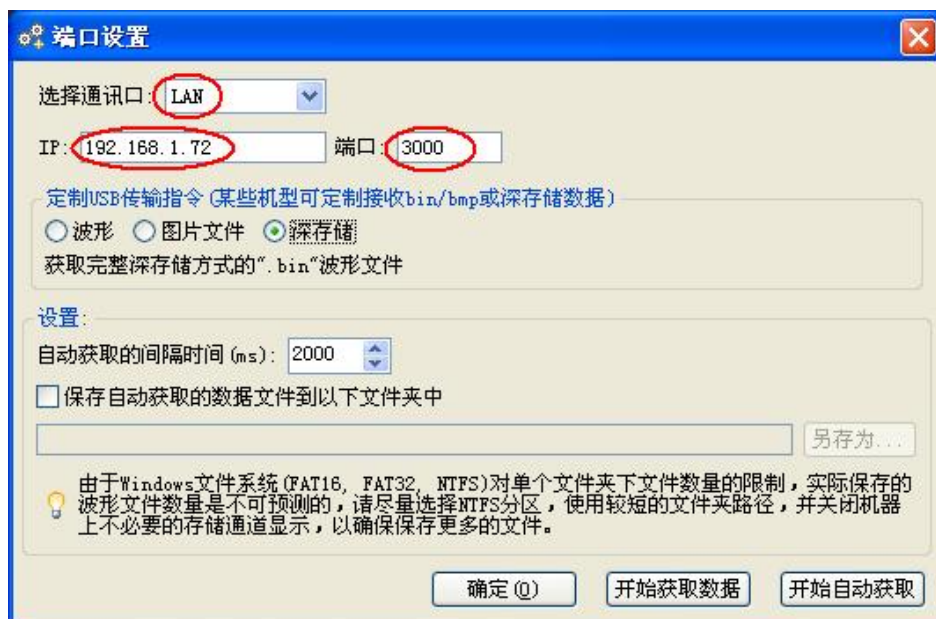 端口设置
选择通讯口: LAN
IP: 192.168.1.72 端口: 3000
定制USB传输指令(某些机型可定制接收bin/bmp或深存储数据)
波形 图片文件 深存储
获取完整深存储方式的".bin"波形文件
设置:
自动获取的间隔时间(ms): 2000
保存自动获取的数据文件到以下文件夹中
另存为...
由于Windows文件系统(FAT16, FAT32, NTFS)对单个文件夹下文件数量的限制，实际保存的
波形文件数量是不可预测的，请尽量选择NTFS分区，使用较短的文件夹路径，并关闭机器
上不必要的存储通道显示，以确保保存更多的文件。
确定(O) 开始获取数据 开始自动获取